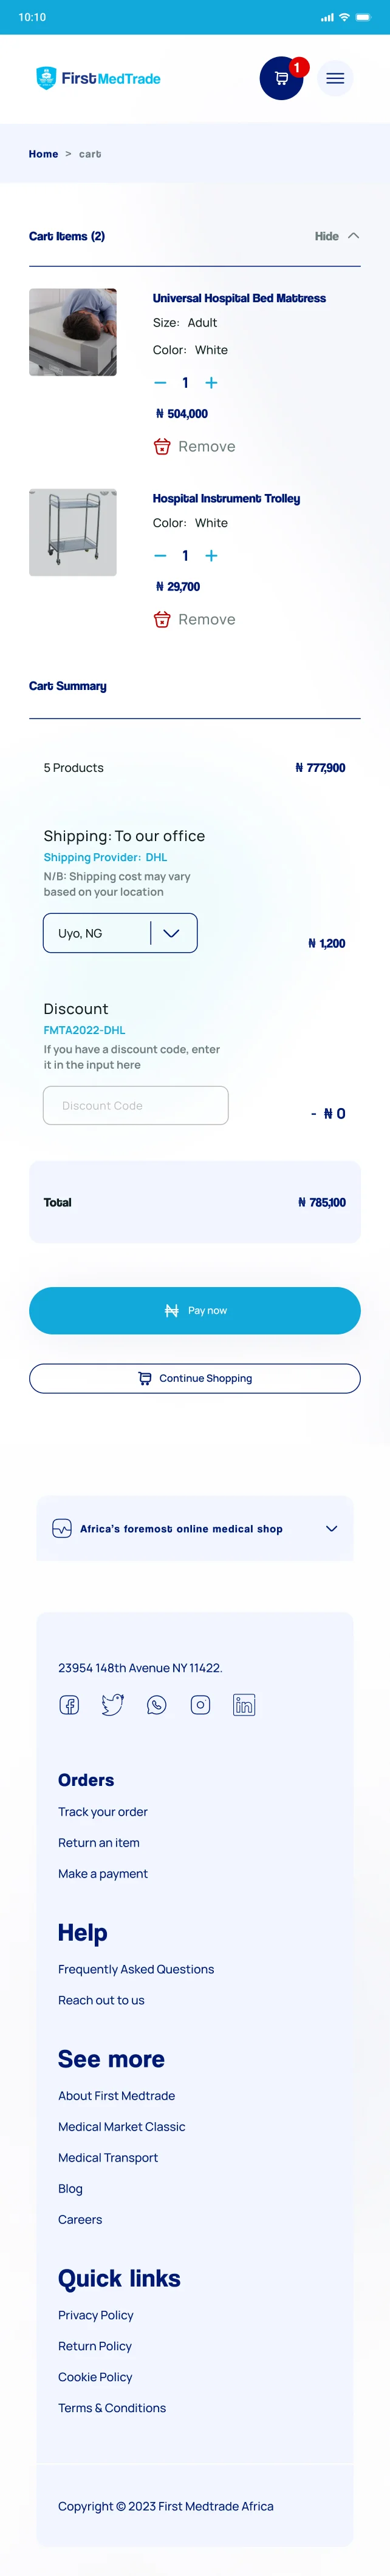 10:10
First MedTrade
1
Home > cart
Cart Items (2)
Hide
Universal Hospital Bed Mattress
Size: Adult
Color: White
1
₦ 504,000
Remove
Hospital Instrument Trolley
Color: White
1
₦ 29,700
Remove
Cart Summary
5 Products
₦ 777,900
Shipping: To our office
Shipping Provider: DHL
N/B: Shipping cost may vary
based on your location
Uyo, NG
₦ 1,200
Discount
FMTA2022-DHL
If you have a discount code, enter
it in the input here
Discount Code
- ₦ 0
Total
₦ 785,100
₦ Pay now
Continue Shopping
Africa's foremost online medical shop
23954 148th Avenue NY 11422.
Orders
Track your order
Return an item
Make a payment
Help
Frequently Asked Questions
Reach out to us
See more
About First Medtrade
Medical Market Classic
Medical Transport
Blog
Careers
Quick links
Privacy Policy
Return Policy
Cookie Policy
Terms & Conditions
Copyright © 2023 First Medtrade Africa